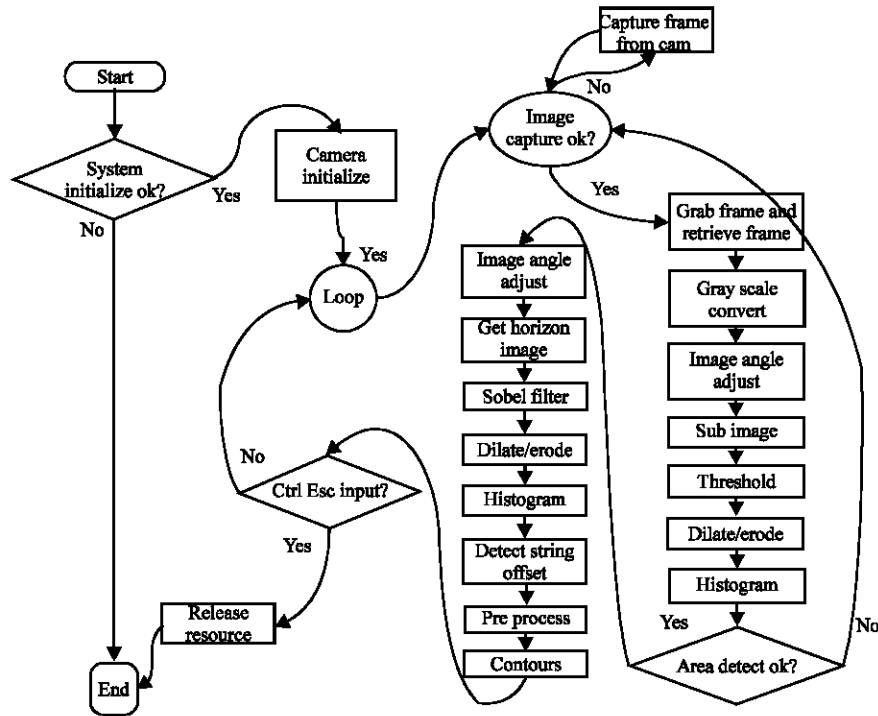 Start
System
initialize ok?
Yes
No
Camera
initialize
Yes
Loop
Capture frame
from cam
No
Image
capture ok?
Yes
Grab frame and
retrieve frame
Gray scale
convert
Image angle
adjust
Sub image
Threshold
Dilate/erode
Histogram
Yes
No
Area detect ok?
Image angle
adjust
Get horizon
image
Sobel filter
Dilate/erode
Histogram
Detect string
offset
Pre process
Contours
No
Ctrl Esc input?
Yes
Release
resource
End